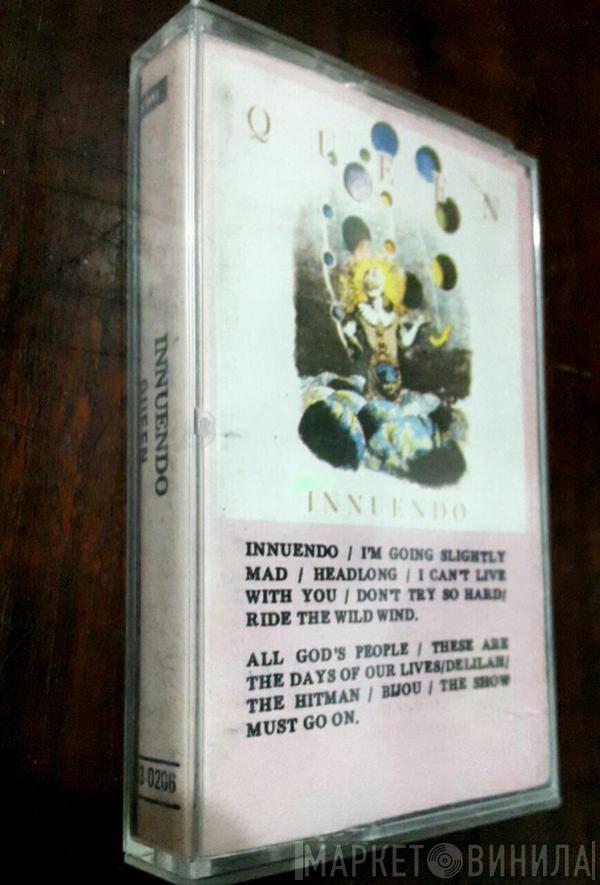 QUEEN
INNUENDO
INNUENDO / I'M GOING SLIGHTLY
MAD / HEADLONG / I CAN'T LIVE
WITH YOU / DON'T TRY SO HARD/
RIDE THE WILD WIND.
ALL GOD'S PEOPLE / THESE ARE
THE DAYS OF OUR LIVES/DELILAH/
THE HITMAN / BIJOU / THE SHOW
MUST GO ON.
INNUENDO
QUEEN
3-0206
МАРКЕТ ВИНИЛА